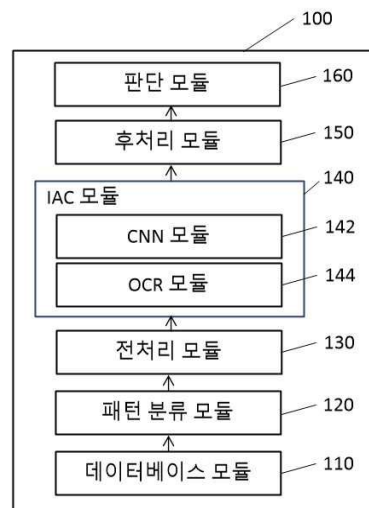 100
판단 모듈 160
후처리 모듈 150
140
IAC 모듈
CNN 모듈 142
OCR 모듈 144
전처리 모듈 130
패턴 분류 모듈 120
데이터베이스 모듈 110